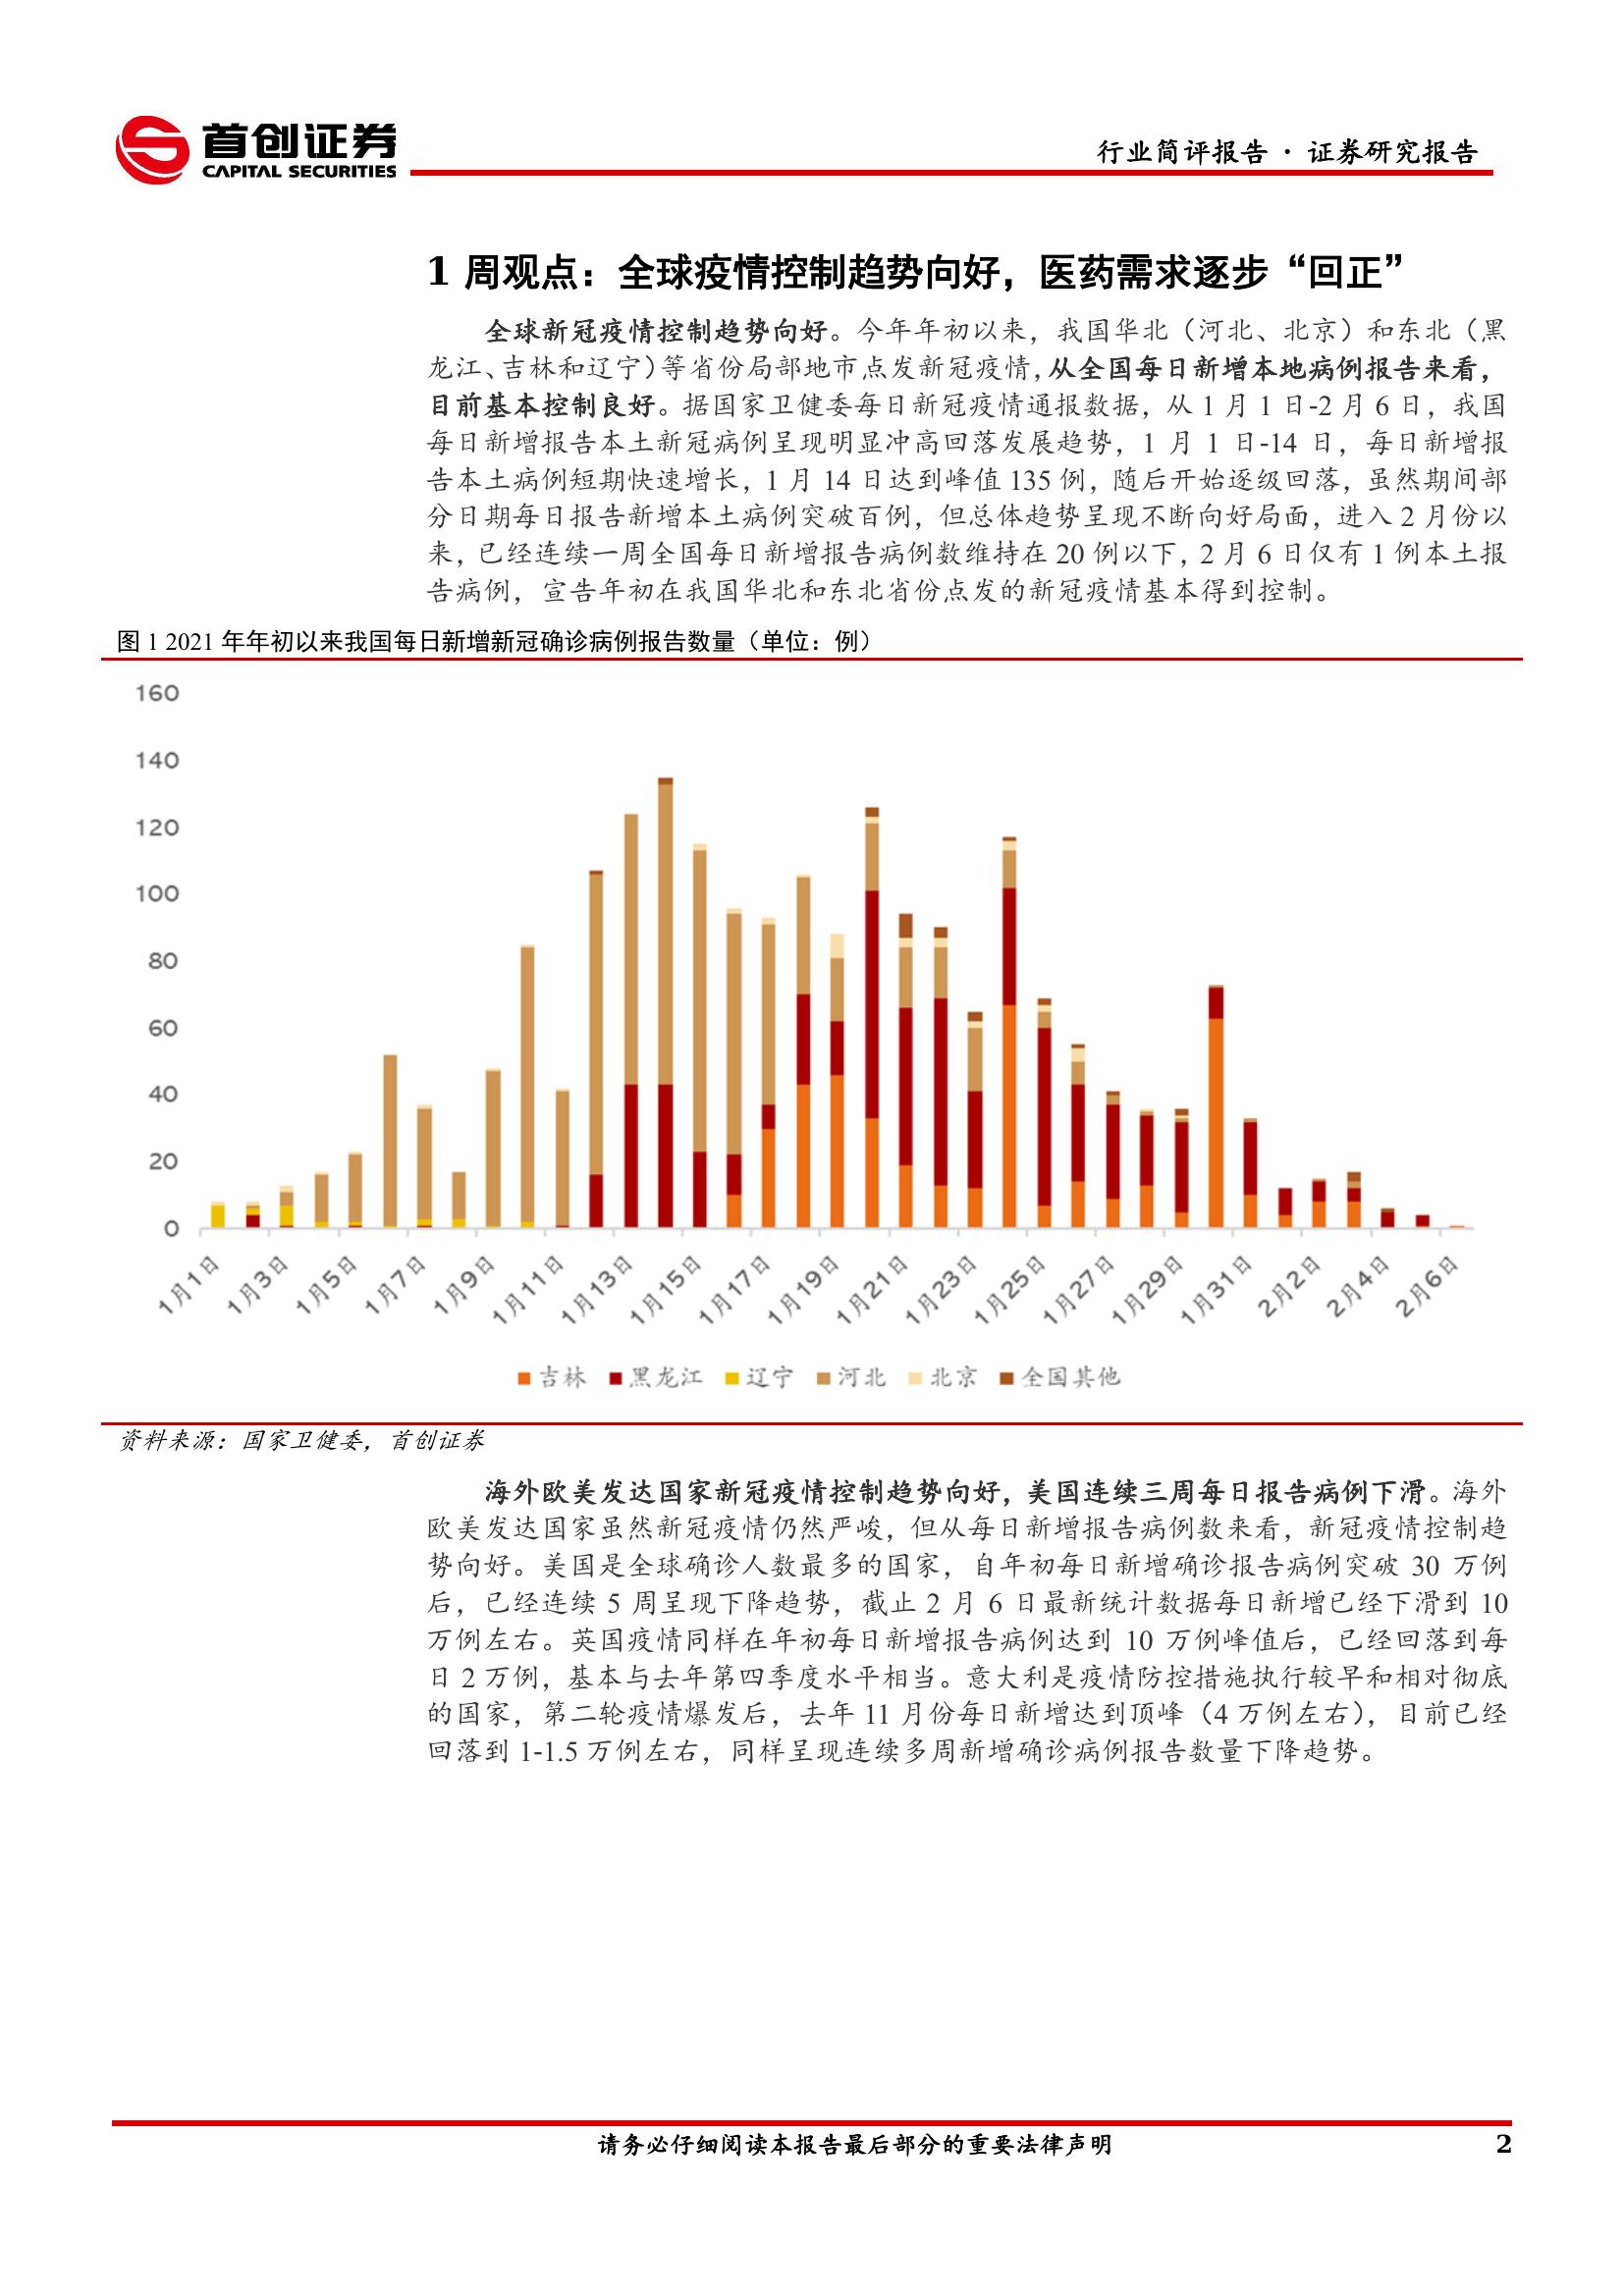 首创证券
CAPITAL SECURITIES
行业简评报告 · 证券研究报告
1 周观点：全球疫情控制趋势向好，医药需求逐步“回正”
全球新冠疫情控制趋势向好。今年年初以来，我国华北（河北、北京）和东北（黑
龙江、吉林和辽宁）等省份局部地市点发新冠疫情，从全国每日新增本地病例报告来看，
目前基本控制良好。据国家卫健委每日新冠疫情通报数据，从 1 月 1 日-2 月 6 日，我国
每日新增报告本土新冠病例呈现明显冲高回落发展趋势，1 月 1 日-14 日，每日新增报
告本土病例短期快速增长，1 月 14 日达到峰值 135 例，随后开始逐级回落，虽然期间部
分日期每日报告新增本土病例突破百例，但总体趋势呈现不断向好局面，进入 2 月份以
来，已经连续一周全国每日新增报告病例数维持在 20 例以下，2 月 6 日仅有 1 例本土报
告病例，宣告年初在我国华北和东北省份点发的新冠疫情基本得到控制。
图 1 2021 年年初以来我国每日新增新冠确诊病例报告数量（单位：例）
160
140
120
100
80
60
40
20
0
1月1日 1月3日 1月5日 1月7日 1月9日 1月11日 1月13日 1月15日 1月17日 1月19日 1月21日 1月23日 1月25日 1月27日 1月29日 1月31日 2月2日 2月4日 2月6日
吉林 黑龙江 辽宁 河北 北京 全国其他
资料来源：国家卫健委，首创证券
海外欧美发达国家新冠疫情控制趋势向好，美国连续三周每日报告病例下滑。海外
欧美发达国家虽然新冠疫情仍然严峻，但从每日新增报告病例数来看，新冠疫情控制趋
势向好。美国是全球确诊人数最多的国家，自年初每日新增确诊报告病例突破 30 万例
后，已经连续 5 周呈现下降趋势，截止 2 月 6 日最新统计数据每日新增已经下滑到 10
万例左右。英国疫情同样在年初每日新增报告病例达到 10 万例峰值后，已经回落到每
日 2 万例，基本与去年第四季度水平相当。意大利是疫情防控措施执行较早和相对彻底
的国家，第二轮疫情爆发后，去年 11 月份每日新增达到顶峰（4 万例左右），目前已经
回落到 1-1.5 万例左右，同样呈现连续多周新增确诊病例报告数量下降趋势。
请务必仔细阅读本报告最后部分的重要法律声明
2